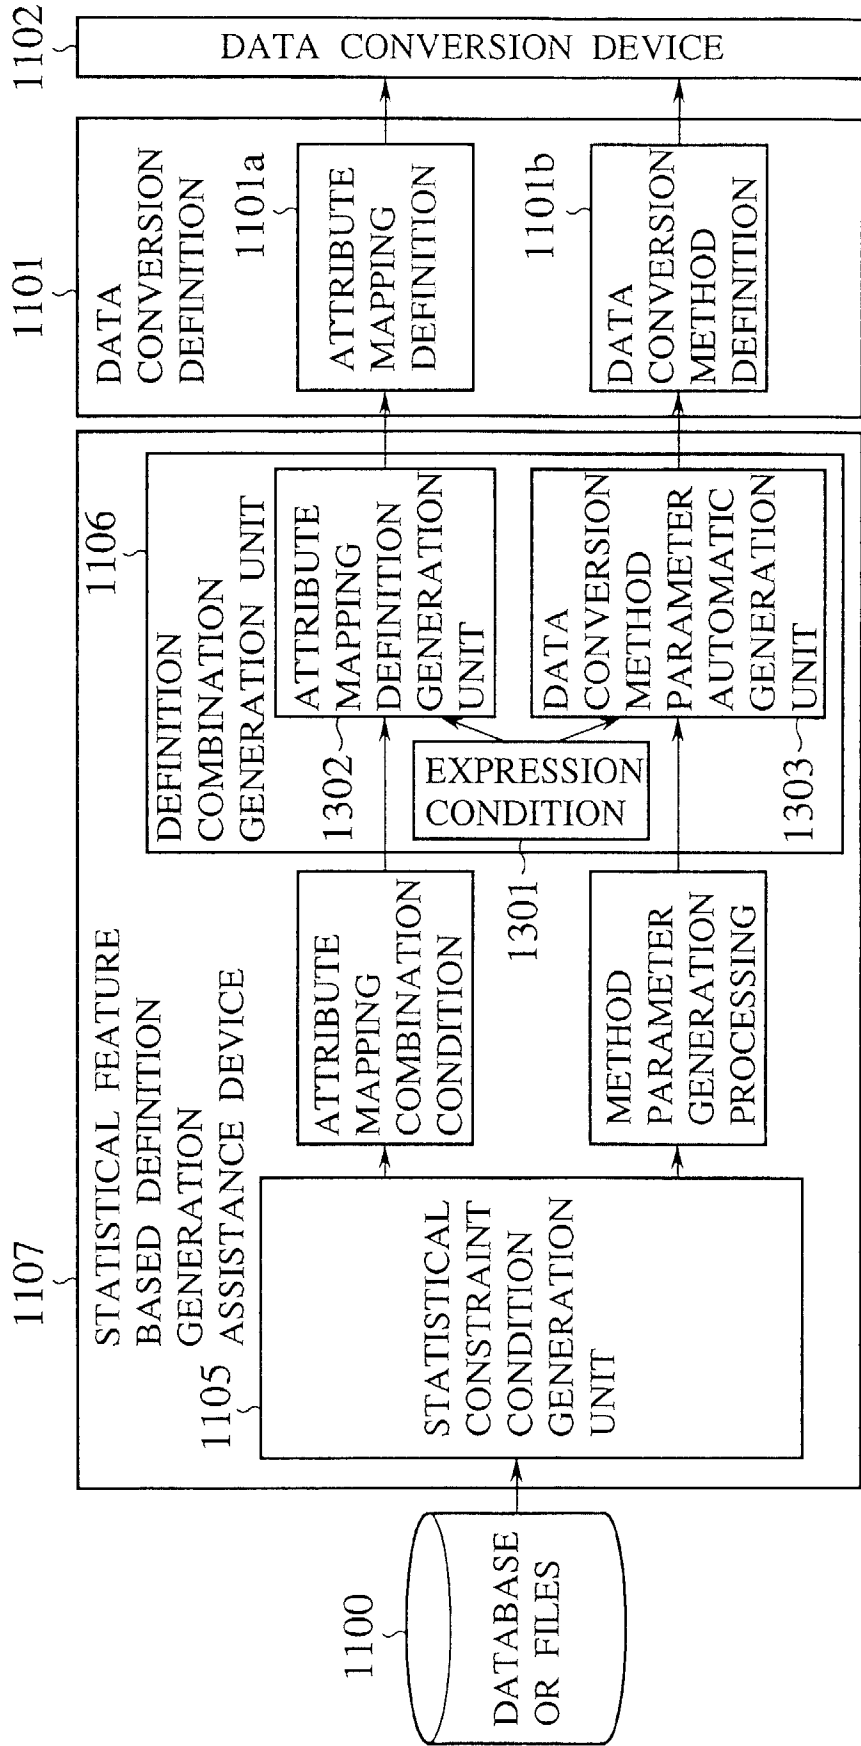 1100
DATABASE
OR FILES
1107
STATISTICAL FEATURE
BASED DEFINITION
GENERATION
ASSISTANCE DEVICE
1105
STATISTICAL
CONSTRAINT
CONDITION
GENERATION
UNIT
ATTRIBUTE
MAPPING
COMBINATION
CONDITION
METHOD
PARAMETER
GENERATION
PROCESSING
1106
DEFINITION
COMBINATION
GENERATION UNIT
1302
ATTRIBUTE
MAPPING
DEFINITION
GENERATION
UNIT
EXPRESSION
CONDITION
1301
DATA
CONVERSION
METHOD
PARAMETER
AUTOMATIC
GENERATION
UNIT
1303
1101
DATA
CONVERSION
DEFINITION
1101a
ATTRIBUTE
MAPPING
DEFINITION
1101b
DATA
CONVERSION
METHOD
DEFINITION
1102
DATA CONVERSION DEVICE